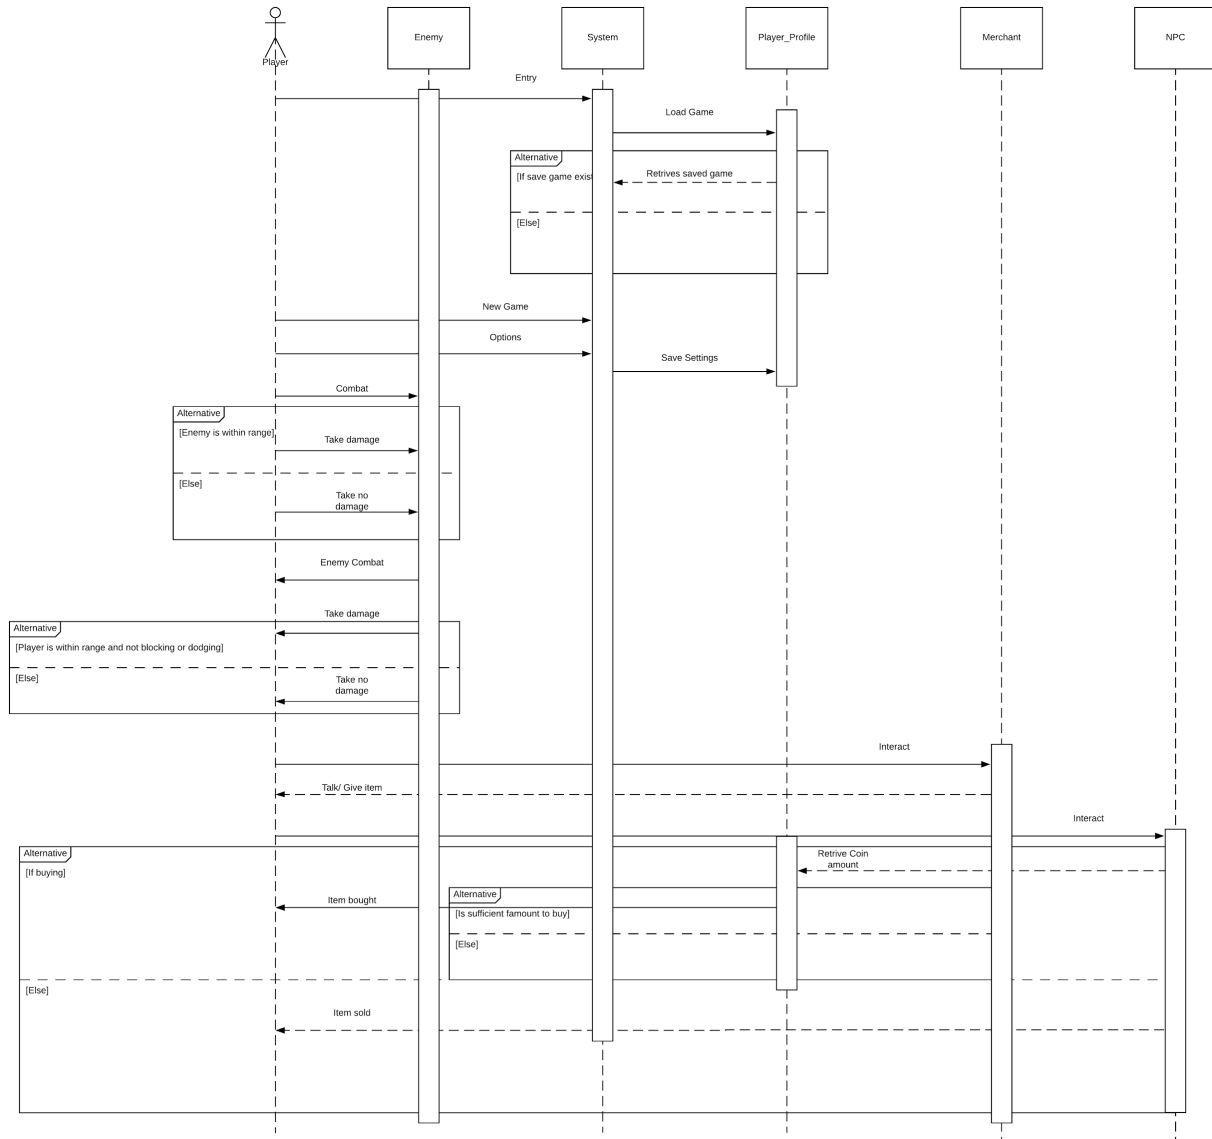 Player
Enemy
System
Player_Profile
Merchant
NPC
Entry
Load Game
Alternative
[If save game exist
Retrives saved game
[Else]
New Game
Options
Save Settings
Combat
Alternative
[Enemy is within range]
Take damage
[Else]
Take no
damage
Enemy Combat
Take damage
Alternative
[Player is within range and not blocking or dodging]
[Else]
Take no
damage
Interact
Talk/ Give item
Interact
Alternative
[If buying]
Retrive Coin
amount
Alternative
Item bought
[Is sufficient famount to buy]
[Else]
[Else]
Item sold